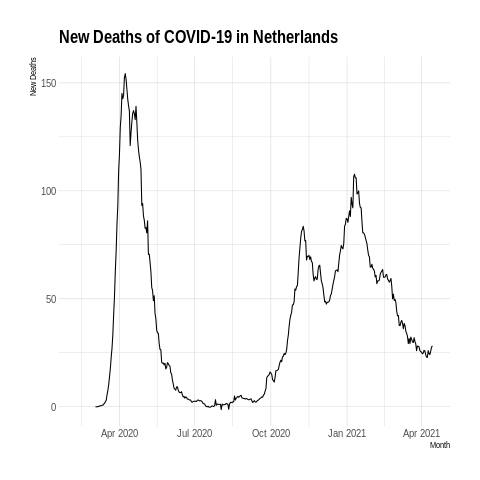 New Deaths of COVID-19 in Netherlands
New Deaths
150
100
50
0
Apr 2020 Jul 2020 Oct 2020 Jan 2021 Apr 2021
Month